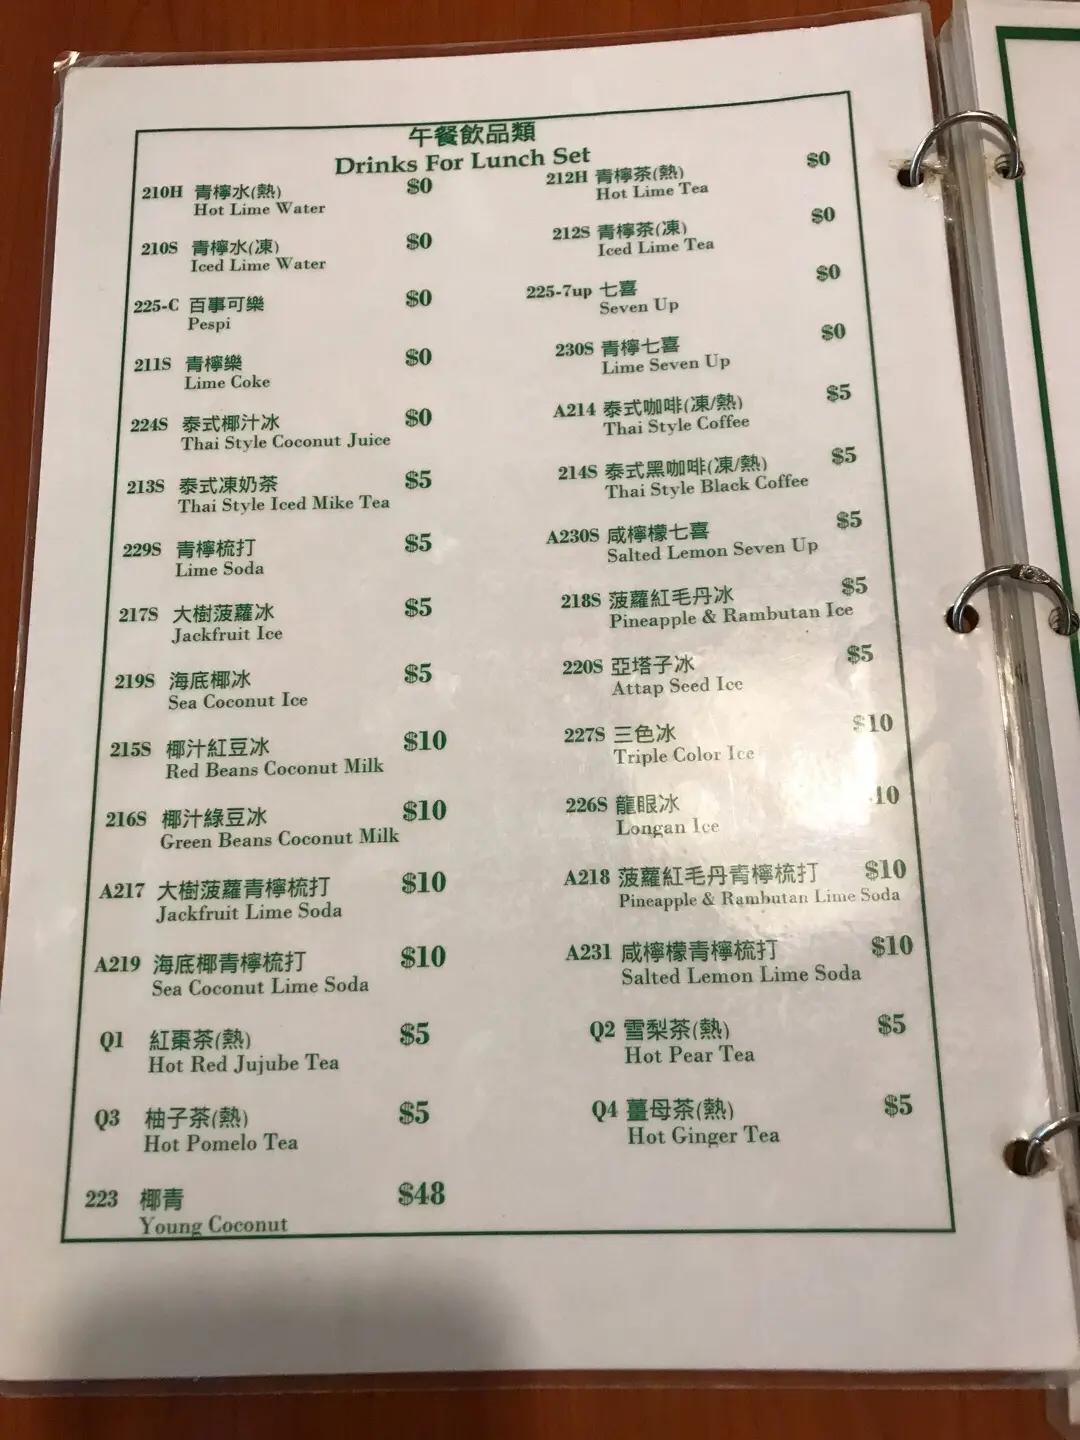 午餐飲品類
Drinks For Lunch Set
210H 青檸水(熱) $0
Hot Lime Water
212H 青檸茶(熱) $0
Hot Lime Tea
210S 青檸水(凍) $0
Iced Lime Water
212S 青檸茶(凍) $0
Iced Lime Tea
225-C 百事可樂 $0
Pespi
225-7up 七喜 $0
Seven Up
211S 青檸樂 $0
Lime Coke
230S 青檸七喜 $0
Lime Seven Up
224S 泰式椰汁冰 $0
Thai Style Coconut Juice
A214 泰式咖啡(凍/熱) $5
Thai Style Coffee
213S 泰式凍奶茶 $5
Thai Style Iced Mike Tea
214S 泰式黑咖啡(凍/熱) $5
Thai Style Black Coffee
229S 青檸梳打 $5
Lime Soda
A230S 咸檸檬七喜 $5
Salted Lemon Seven Up
217S 大樹菠蘿冰 $5
Jackfruit Ice
218S 菠蘿紅毛丹冰 $5
Pineapple & Rambutan Ice
219S 海底椰冰 $5
Sea Coconut Ice
220S 亞塔子冰 $5
Attap Seed Ice
215S 椰汁紅豆冰 $10
Red Beans Coconut Milk
227S 三色冰 $10
Triple Color Ice
216S 椰汁綠豆冰 $10
Green Beans Coconut Milk
226S 龍眼冰 10
Longan Ice
A217 大樹菠蘿青檸梳打 $10
Jackfruit Lime Soda
A218 菠蘿紅毛丹青檸梳打 $10
Pineapple & Rambutan Lime Soda
A219 海底椰青檸梳打 $10
Sea Coconut Lime Soda
A231 咸檸檬青檸梳打 $10
Salted Lemon Lime Soda
Q1 紅棗茶(熱) $5
Hot Red Jujube Tea
Q2 雪梨茶(熱) $5
Hot Pear Tea
Q3 柚子茶(熱) $5
Hot Pomelo Tea
Q4 薑母茶(熱) $5
Hot Ginger Tea
223 椰青 $48
Young Coconut